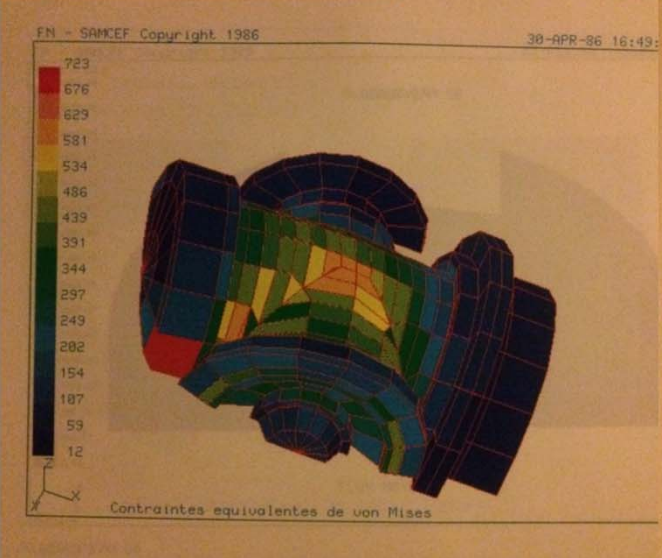 FN - SAMCEF Copyright 1986
30-APR-86 16:49:
723
676
629
581
534
486
439
391
344
297
249
202
154
107
59
12
Z
Y
X
Contraintes equivalentes de von Mises